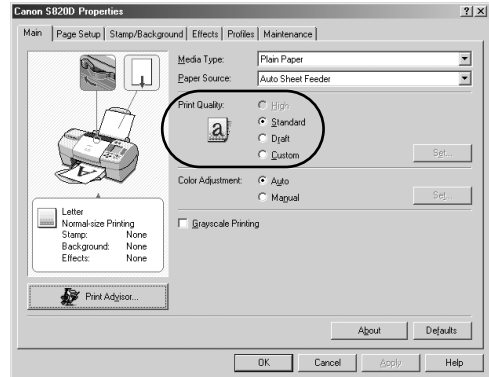 Canon S820D Properties
Main Page Setup Stamp/Background Effects Profiles Maintenance
Media Type: Plain Paper
Paper Source: Auto Sheet Feeder
Print Quality: High
Standard
Draft
Custom
Set...
Color Adjustment: Auto
Manual
Set...
Grayscale Printing
Letter
Normal-size Printing
Stamp: None
Background: None
Effects: None
Print Advisor...
About Defaults
OK Cancel Apply Help